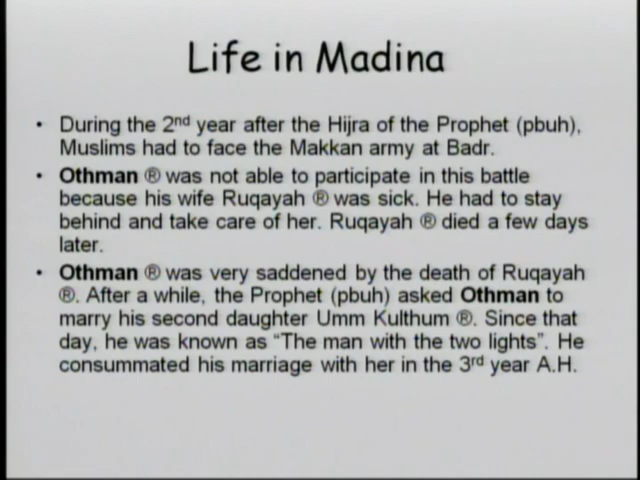 Life in Madina
• During the 2nd year after the Hijra of the Prophet (pbuh),
Muslims had to face the Makkan army at Badr.
• Othman ® was not able to participate in this battle
because his wife Ruqayah ® was sick. He had to stay
behind and take care of her. Ruqayah ® died a few days
later.
• Othman ® was very saddened by the death of Ruqayah
®. After a while, the Prophet (pbuh) asked Othman to
marry his second daughter Umm Kulthum ®. Since that
day, he was known as “The man with the two lights”. He
consummated his marriage with her in the 3rd year A.H.